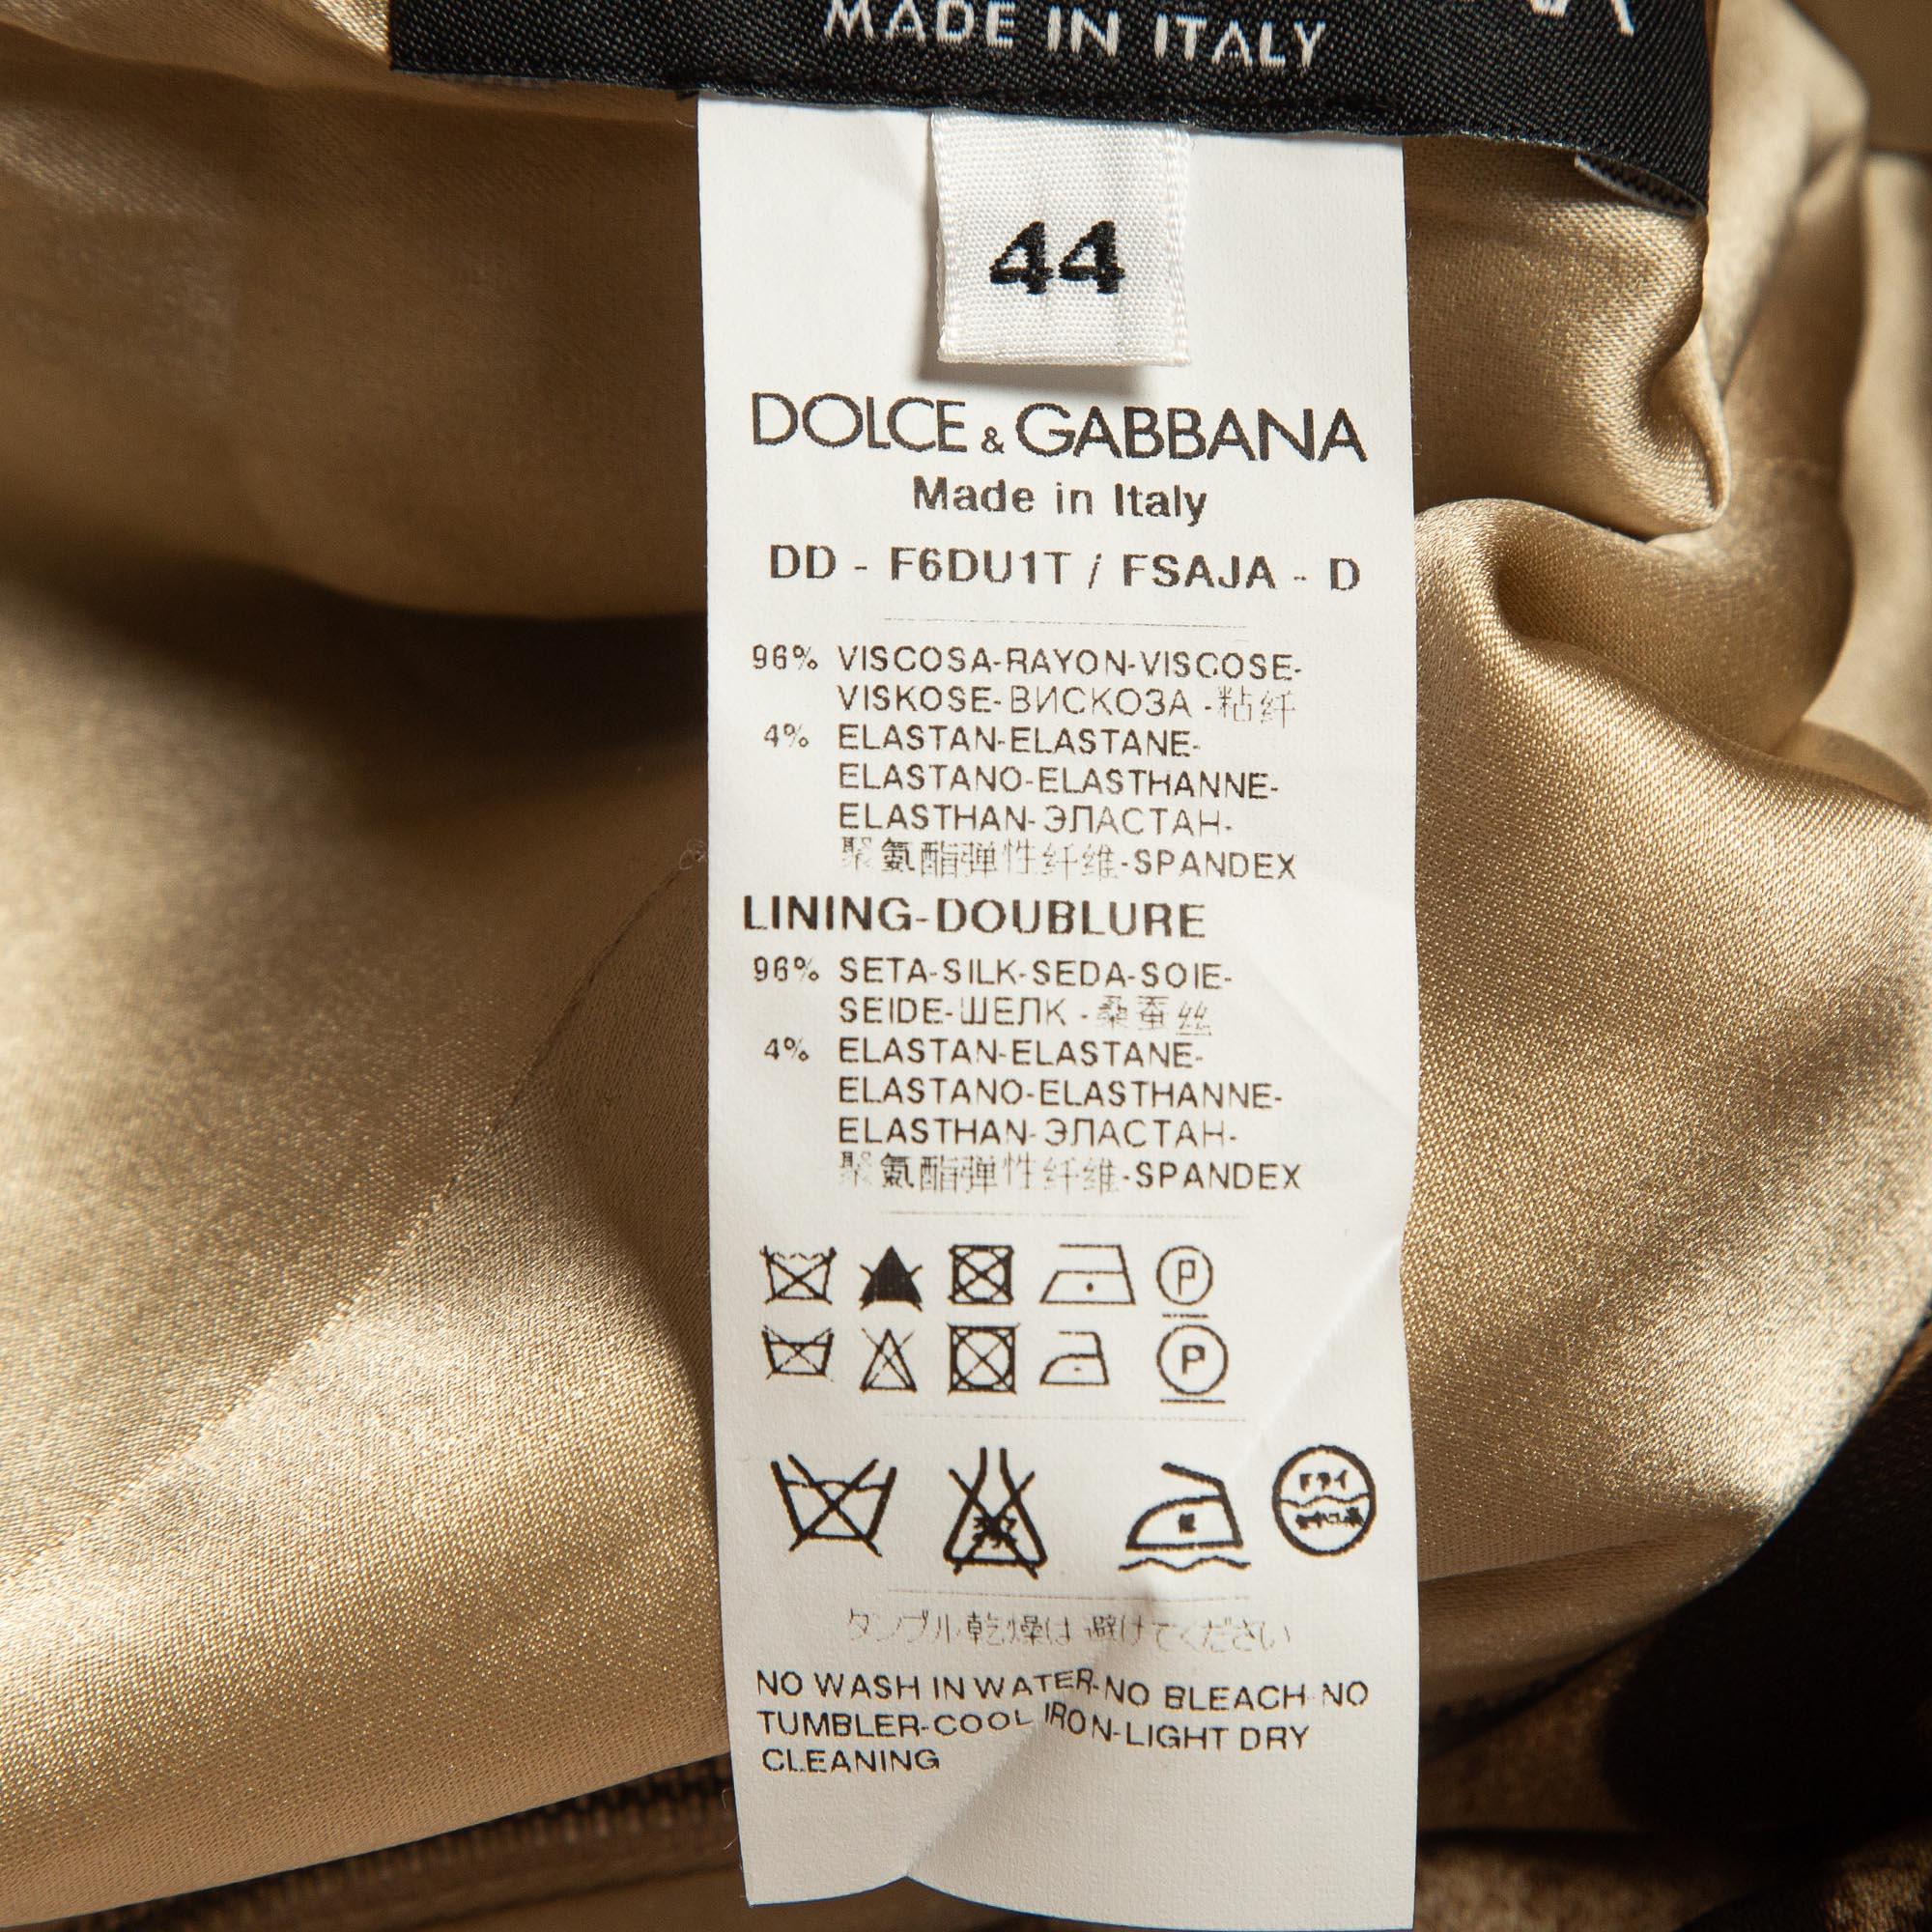 MADE IN ITALY
44
DOLCE & GABBANA
Made in Italy
DD - F6DU1T / FSAJA - D
96% VISCOSA-RAYON-VISCOSE-
VISKOSE-ВИСКОЗА -粘纤
4% ELASTAN-ELASTANE-
ELASTANO-ELASTHANNE-
ELASTHAN-ЭЛАСТАН-
聚氨酯弹性纤维-SPANDEX
LINING-DOUBLURE
96% SETA-SILK-SEDA-SOIE-
SEIDE-ШЕЛК -桑蚕丝
4% ELASTAN-ELASTANE-
ELASTANO-ELASTHANNE-
ELASTHAN-ЭЛАСТАН-
聚氨酯弹性纤维-SPANDEX
P
P
ドライ
タンブル乾燥は 避けてください
NO WASH IN WATER-NO BLEACH-NO
TUMBLER-COOL IRON-LIGHT DRY
CLEANING